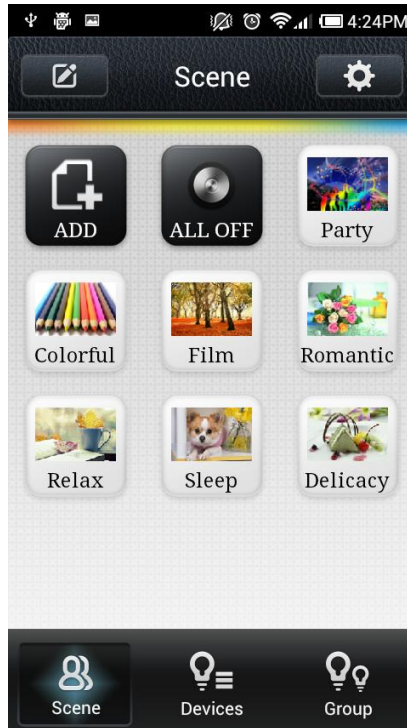 4:24PM
Scene
ADD
ALL OFF
Party
Colorful
Film
Romantic
Relax
Sleep
Delicacy
Scene
Devices
Group